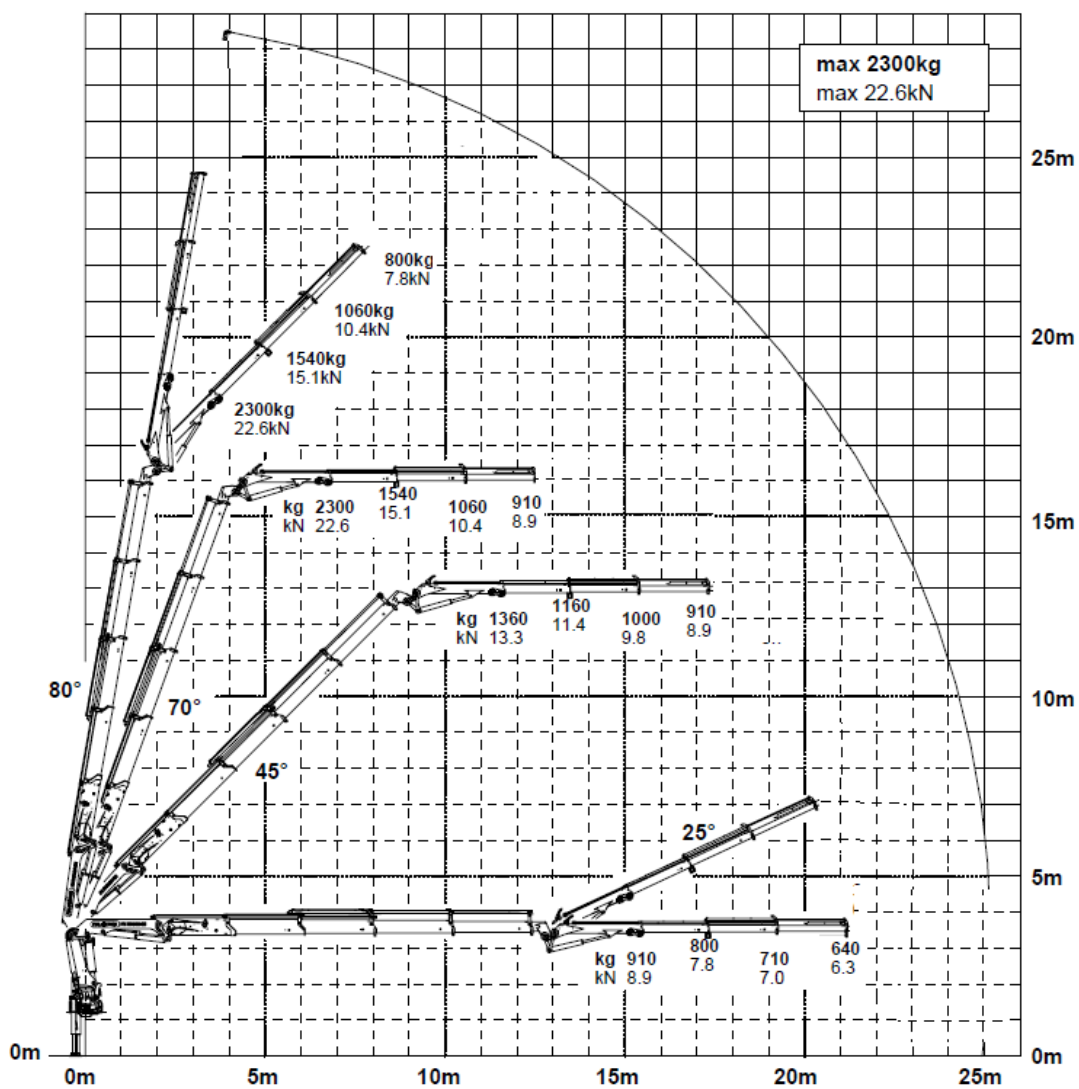 max 2300kg
max 22.6kN
25m
800kg
7.8kN
1060kg
10.4kN
20m
1540kg
15.1kN
2300kg
22.6kN
kg 2300 1540 1060 910
kN 22.6 15.1 10.4 8.9
15m
kg 1360 1160 1000 910
kN 13.3 11.4 9.8 8.9
80°
70°
10m
45°
25°
5m
kg 910 800 710 640
kN 8.9 7.8 7.0 6.3
0m
0m
0m 5m 10m 15m 20m 25m